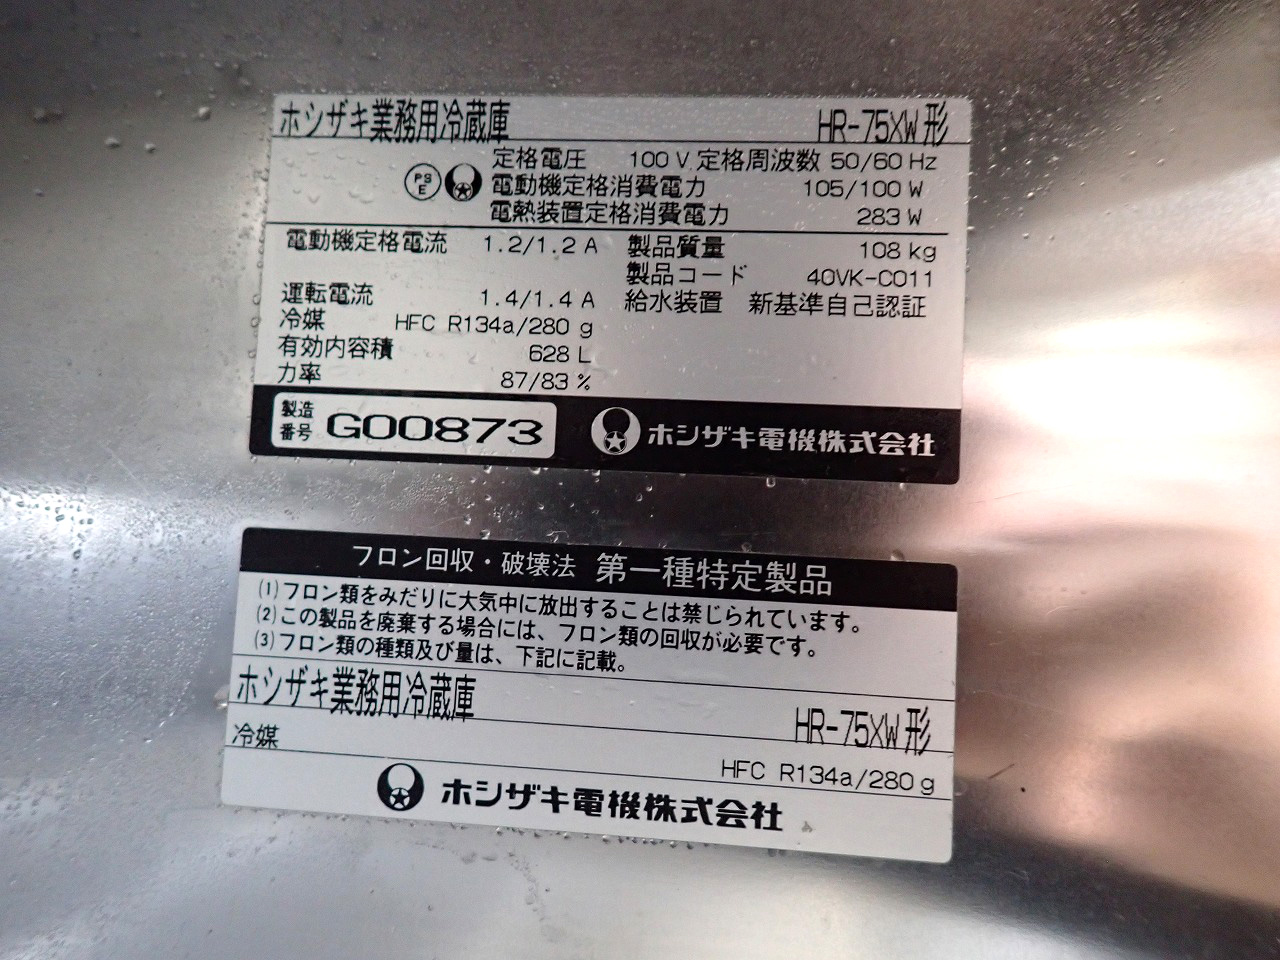 ホシザキ業務用冷蔵庫 HR-75XW形
定格電圧 100 V 定格周波数 50/60 Hz
PS E 電動機定格消費電力 105/100 W
電熱装置定格消費電力 283 W
電動機定格電流 1.2/1.2 A 製品質量 108 kg
製品コード 40VK-C011
運転電流 1.4/1.4 A 給水装置 新基準自己認証
冷媒 HFC R134a/280 g
有効内容積 628 L
力率 87/83 %
製造番号 G00873 ホシザキ電機株式会社
フロン回収・破壊法 第一種特定製品
(1)フロン類をみだりに大気中に放出することは禁じられています。
(2)この製品を廃棄する場合には、フロン類の回収が必要です。
(3)フロン類の種類及び量は、下記に記載。
ホシザキ業務用冷蔵庫 HR-75XW形
冷媒 HFC R134a/280 g
ホシザキ電機株式会社